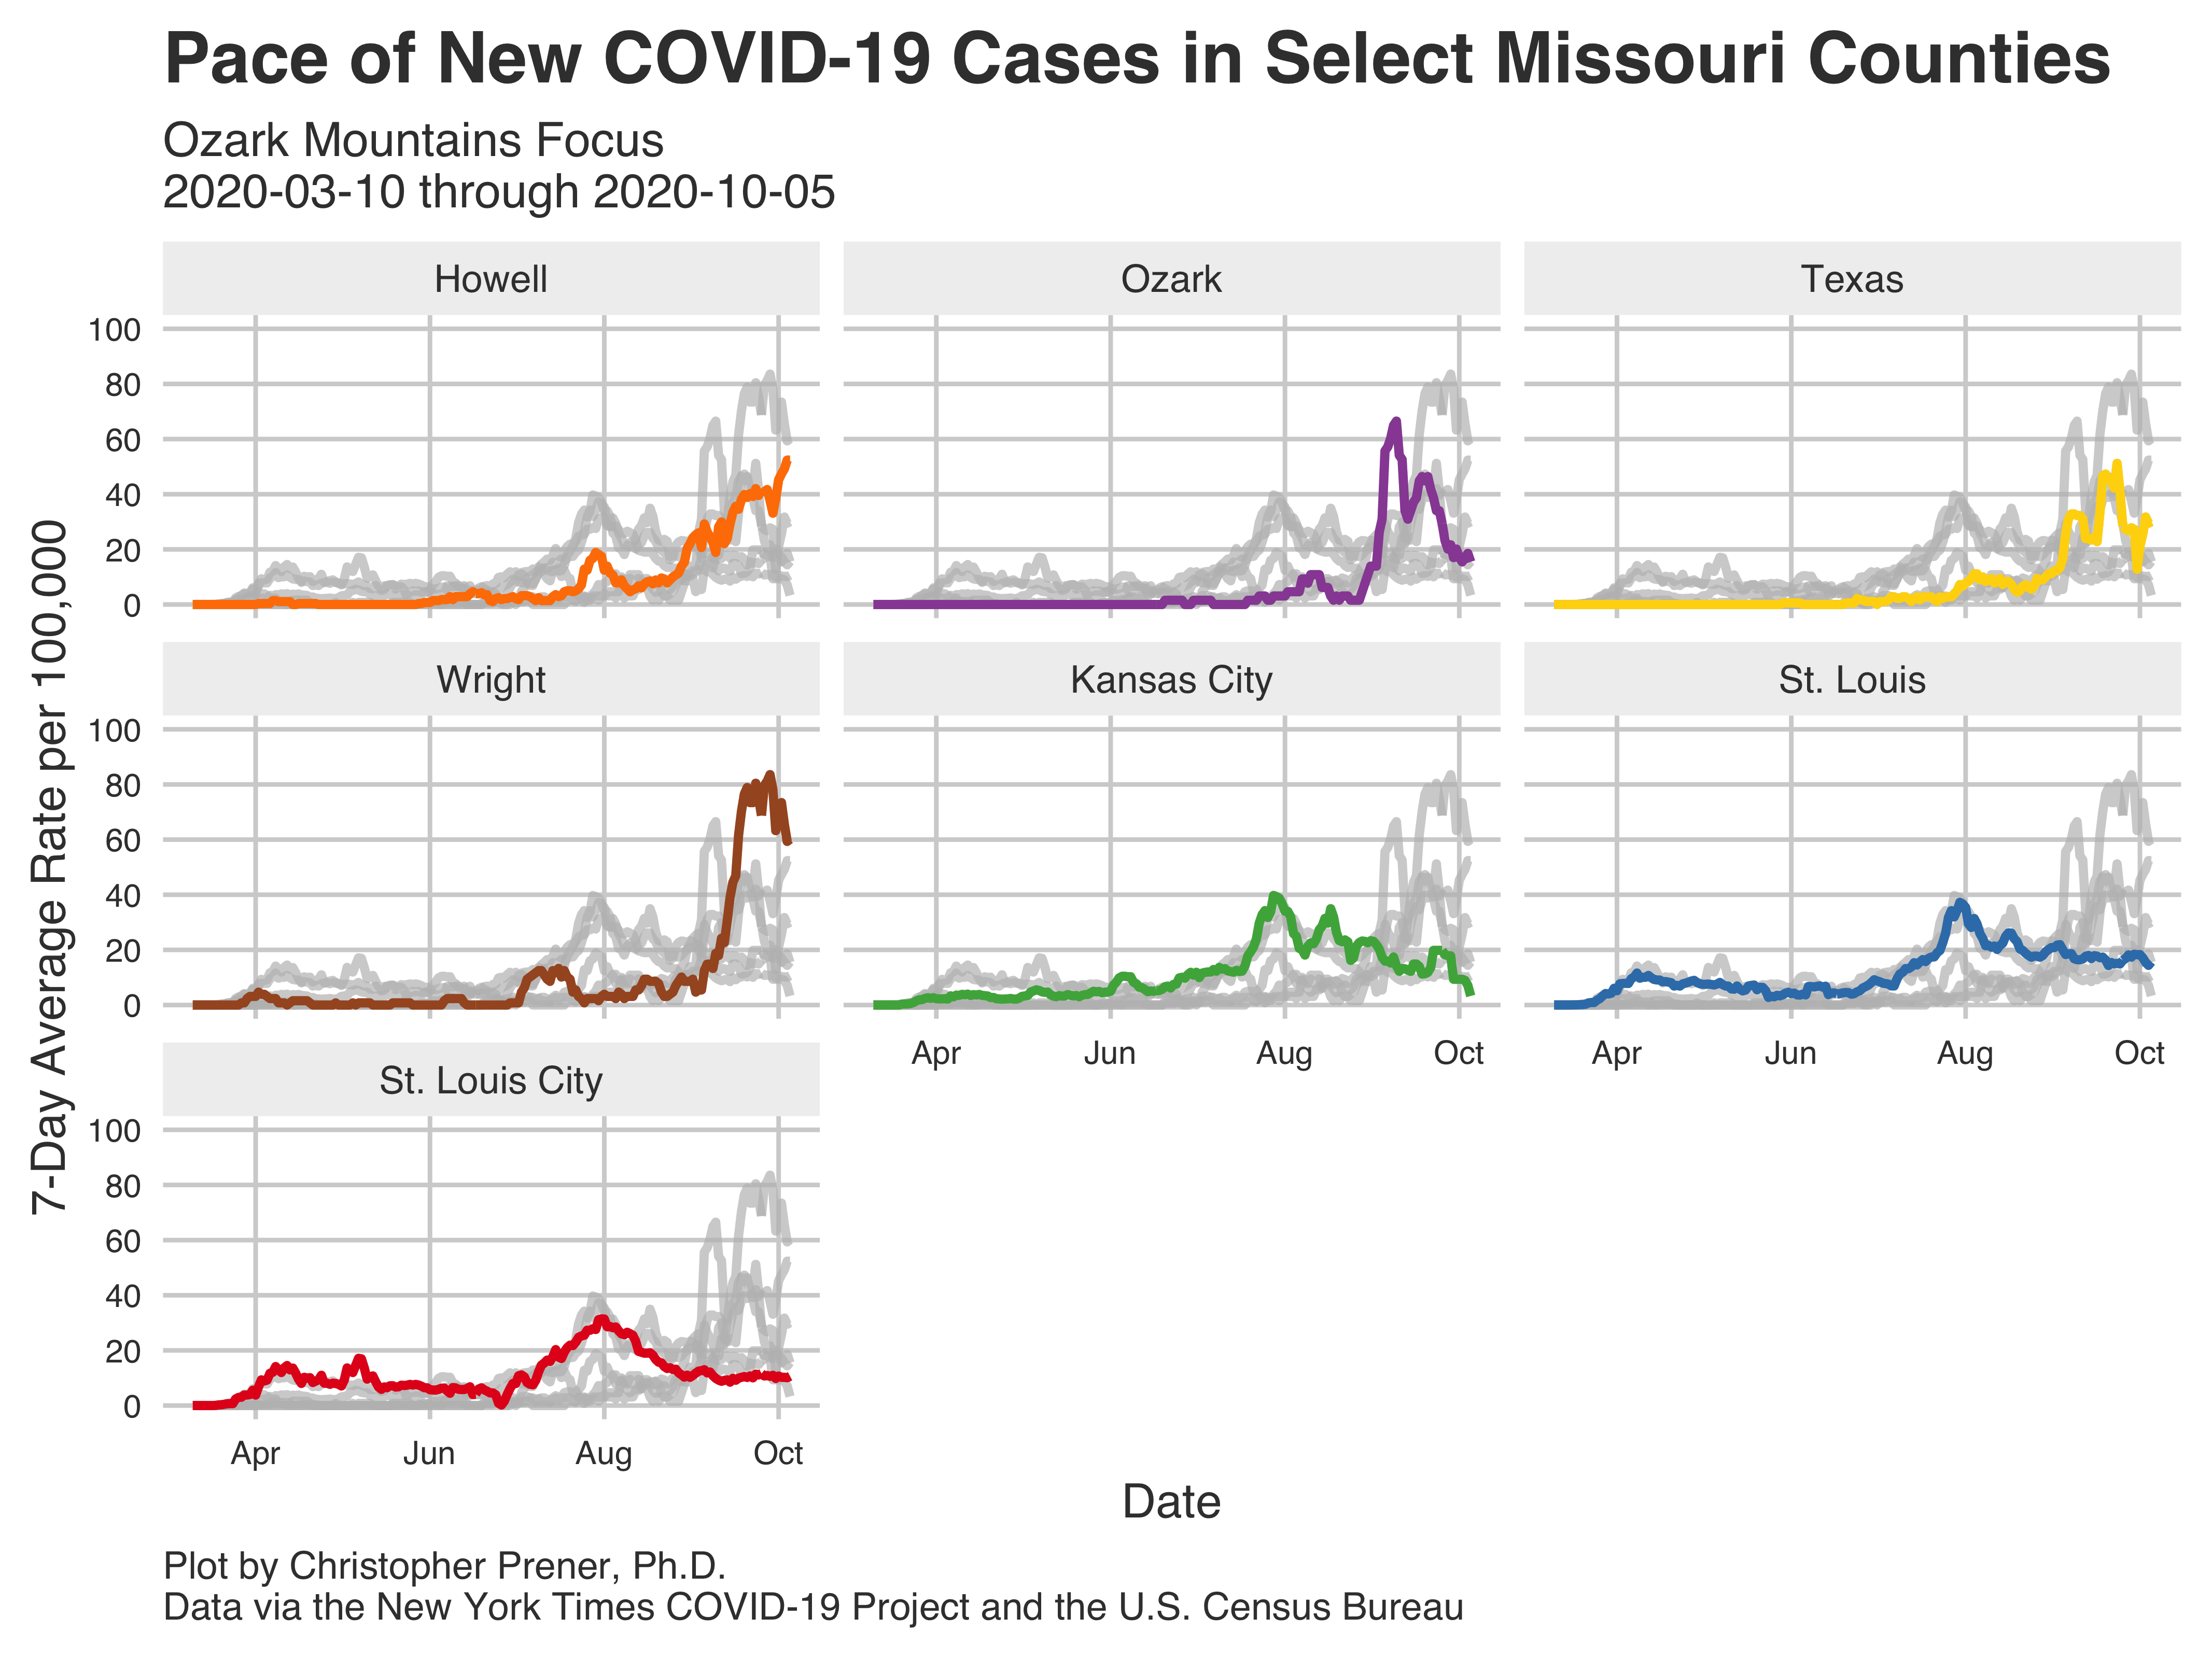 Pace of New COVID-19 Cases in Select Missouri Counties
Ozark Mountains Focus
2020-03-10 through 2020-10-05
Howell
Ozark
Texas
100
80
60
40
20
0
Wright
Kansas City
St. Louis
100
80
60
40
20
0
Apr
Jun
Aug
Oct
Apr
Jun
Aug
Oct
St. Louis City
100
80
60
40
20
0
Apr
Jun
Aug
Oct
7-Day Average Rate per 100,000
Date
Plot by Christopher Prener, Ph.D.
Data via the New York Times COVID-19 Project and the U.S. Census Bureau